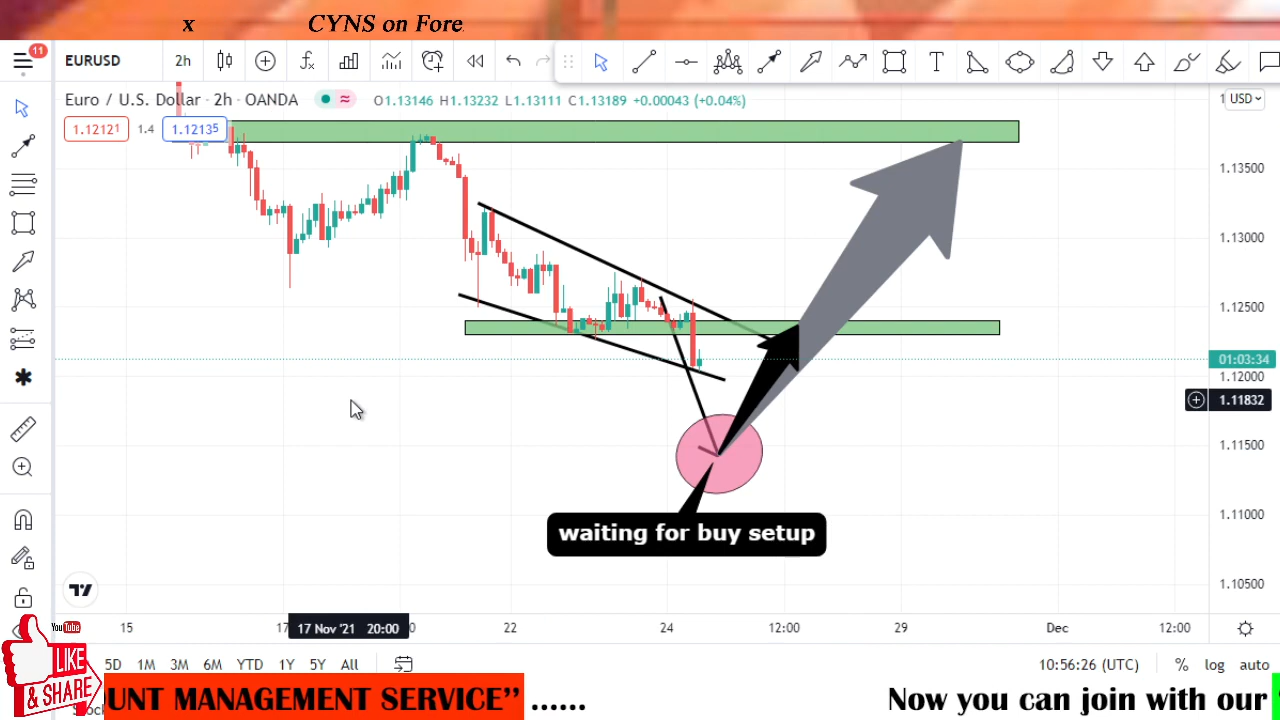 x CYNS on Fore
11
EURUSD 2h
Euro / U.S. Dollar · 2h · OANDA O1.13146 H1.13232 L1.13111 C1.13189 +0.00043 (+0.04%)
USD
1.12121 1.4 1.12135
1.13500
1.13000
1.12500
01:03:34
1.12000
1.11832
1.11500
1.11000
1.10500
waiting for buy setup
15 17 17 Nov '21 20:00 22 24 12:00 29 Dec 12:00
YouTube
LIKE
& SHARE
5D 1M 3M 6M YTD 1Y 5Y All 10:56:26 (UTC) % log auto
UNT MANAGEMENT SERVICE” ...... Now you can join with our